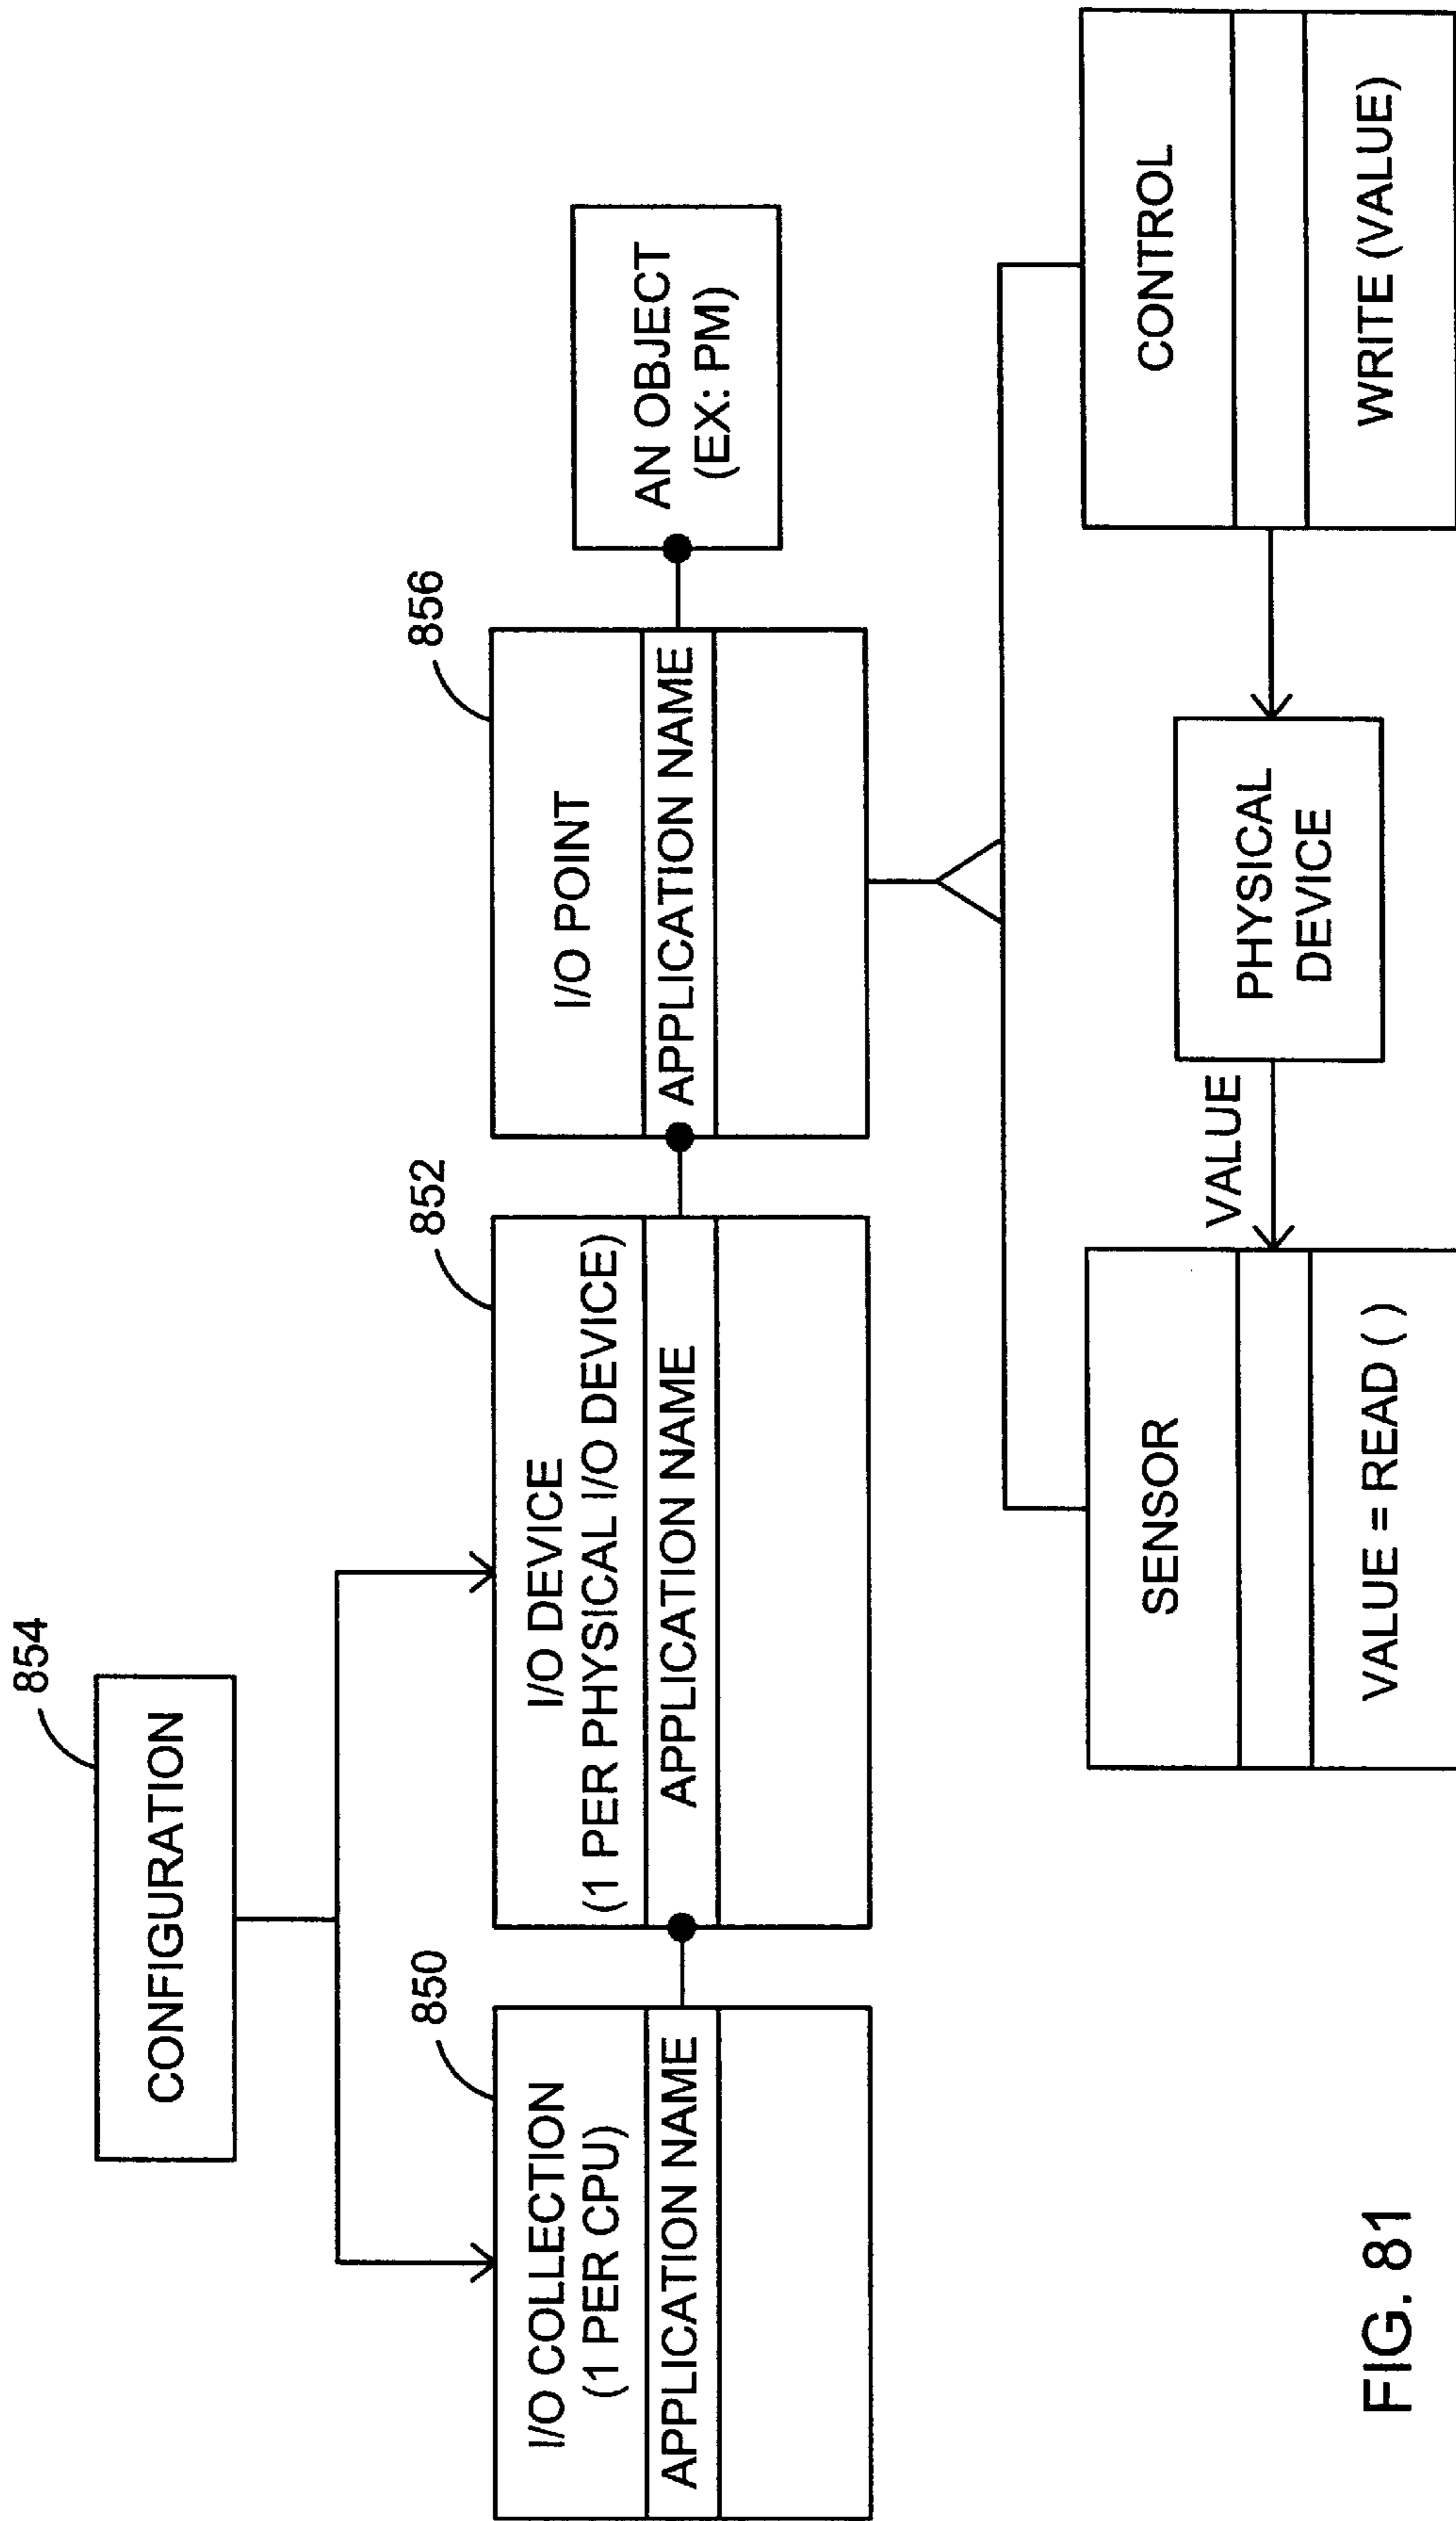 854
CONFIGURATION
850
I/O COLLECTION
(1 PER CPU)
APPLICATION NAME
852
I/O DEVICE
(1 PER PHYSICAL I/O DEVICE)
APPLICATION NAME
856
I/O POINT
APPLICATION NAME
AN OBJECT
(EX: PM)
SENSOR
VALUE = READ ( )
VALUE
PHYSICAL
DEVICE
CONTROL
WRITE (VALUE)
FIG. 81